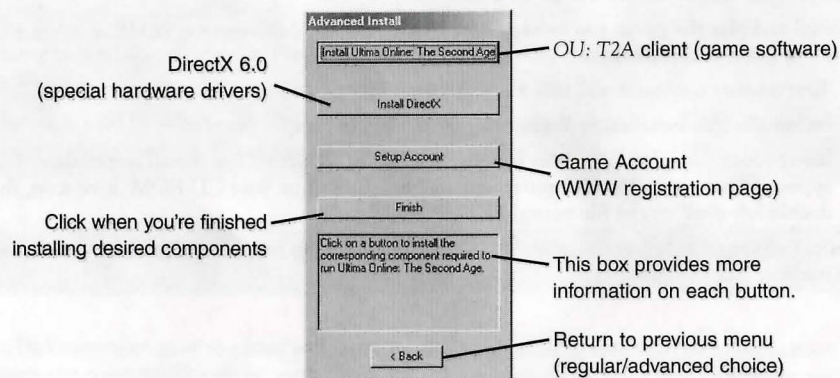 Advanced Install
Install Ultima Online: The Second Age
OU: T2A client (game software)
DirectX 6.0
(special hardware drivers)
Install DirectX
Setup Account
Game Account
(WWW registration page)
Finish
Click when you're finished
installing desired components
Click on a button to install the
corresponding component required to
run Ultima Online: The Second Age.
This box provides more
information on each button.
< Back
Return to previous menu
(regular/advanced choice)